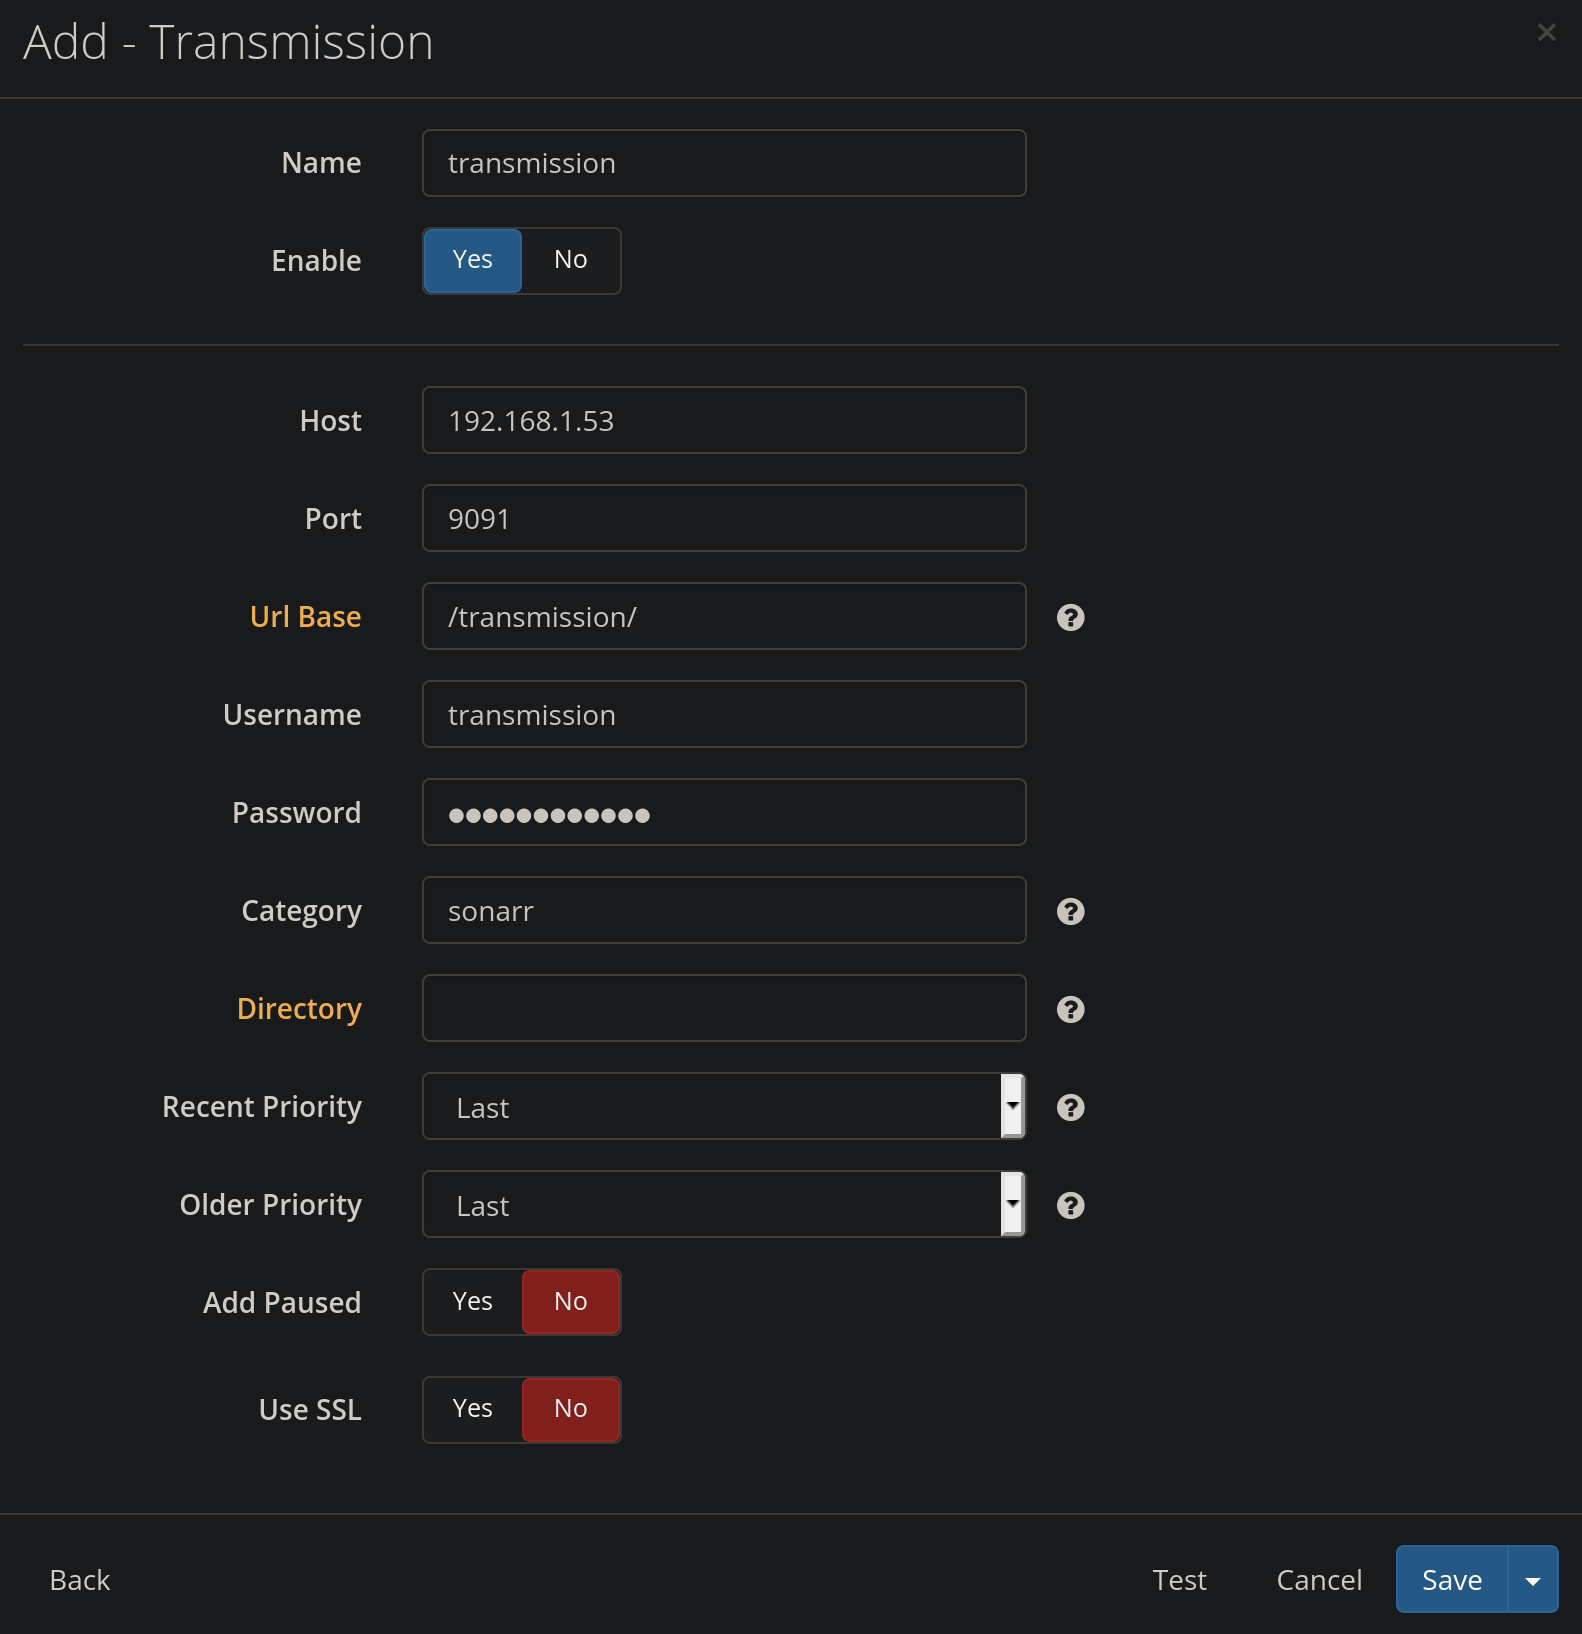 Add - Transmission ×
Name transmission
Enable Yes No
Host 192.168.1.53
Port 9091
Url Base /transmission/ ?
Username transmission
Password ●●●●●●●●●●●●
Category sonarr ?
Directory ?
Recent Priority Last ?
Older Priority Last ?
Add Paused Yes No
Use SSL Yes No
Back Test Cancel Save